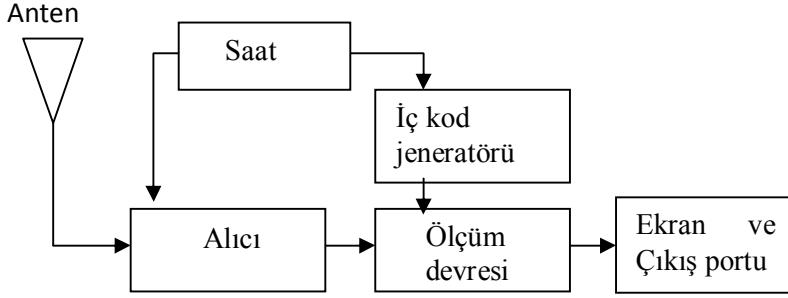 Anten
Saat
İç kod
jeneratörü
Alıcı
Ölçüm
devresi
Ekran ve
Çıkış portu